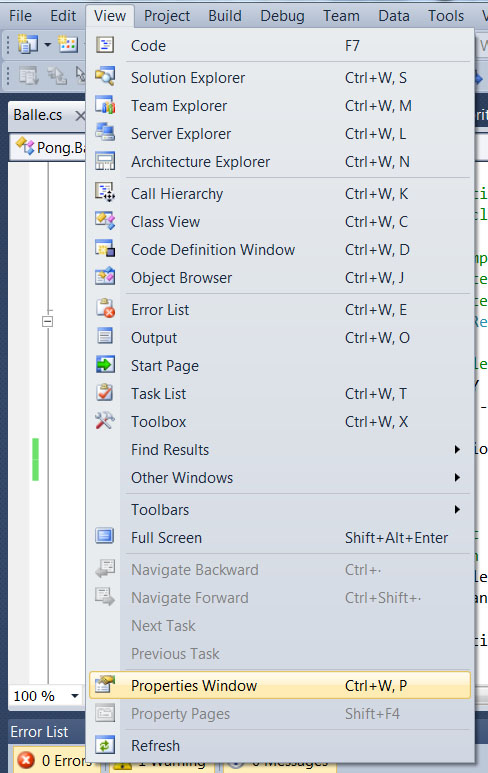 File Edit View Project Build Debug Team Data Tools
Code F7
Solution Explorer Ctrl+W, S
Team Explorer Ctrl+W, M
Server Explorer Ctrl+W, L
Architecture Explorer Ctrl+W, N
Balle.cs
Call Hierarchy Ctrl+W, K
Class View Ctrl+W, C
Code Definition Window Ctrl+W, D
Object Browser Ctrl+W, J
Error List Ctrl+W, E
Output Ctrl+W, O
Start Page
Task List Ctrl+W, T
Toolbox Ctrl+W, X
Find Results
Other Windows
Toolbars
Full Screen Shift+Alt+Enter
Navigate Backward Ctrl+·
Navigate Forward Ctrl+Shift+·
Next Task
Previous Task
Properties Window Ctrl+W, P
Property Pages Shift+F4
Refresh
100 %
Error List
0 Errors 1 Warning 0 Messages